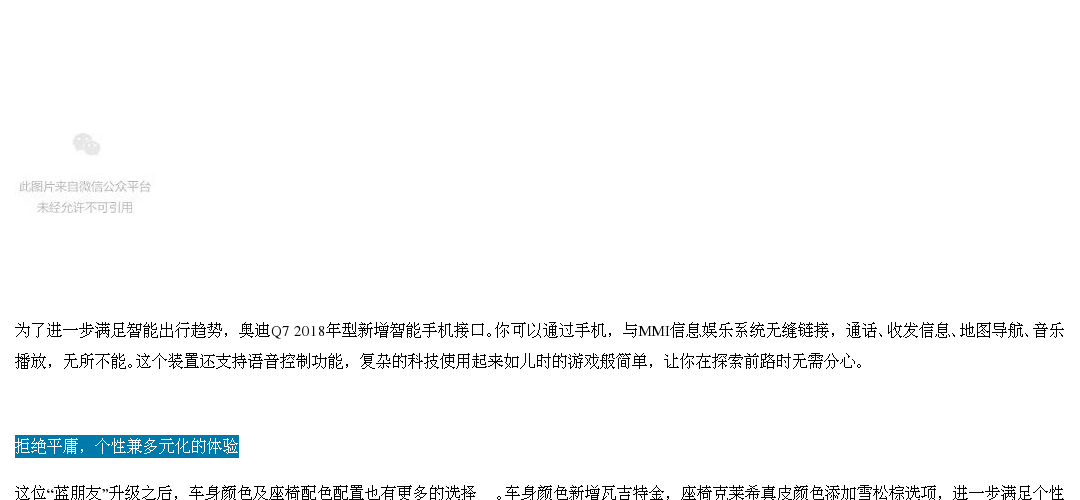 此图片来自微信公众平台
未经允许不可引用
为了进一步满足智能出行趋势，奥迪Q7 2018年型新增智能手机接口。你可以通过手机，与MMI信息娱乐系统无缝链接，通话、收发信息、地图导航、音乐
播放，无所不能。这个装置还支持语音控制功能，复杂的科技使用起来如儿时的游戏般简单，让你在探索前路时无需分心。
拒绝平庸，个性兼多元化的体验
这位“蓝朋友”升级之后，车身颜色及座椅配色配置也有更多的选择 。车身颜色新增瓦吉特金，座椅克莱希真皮颜色添加雪松棕选项，进一步满足个性